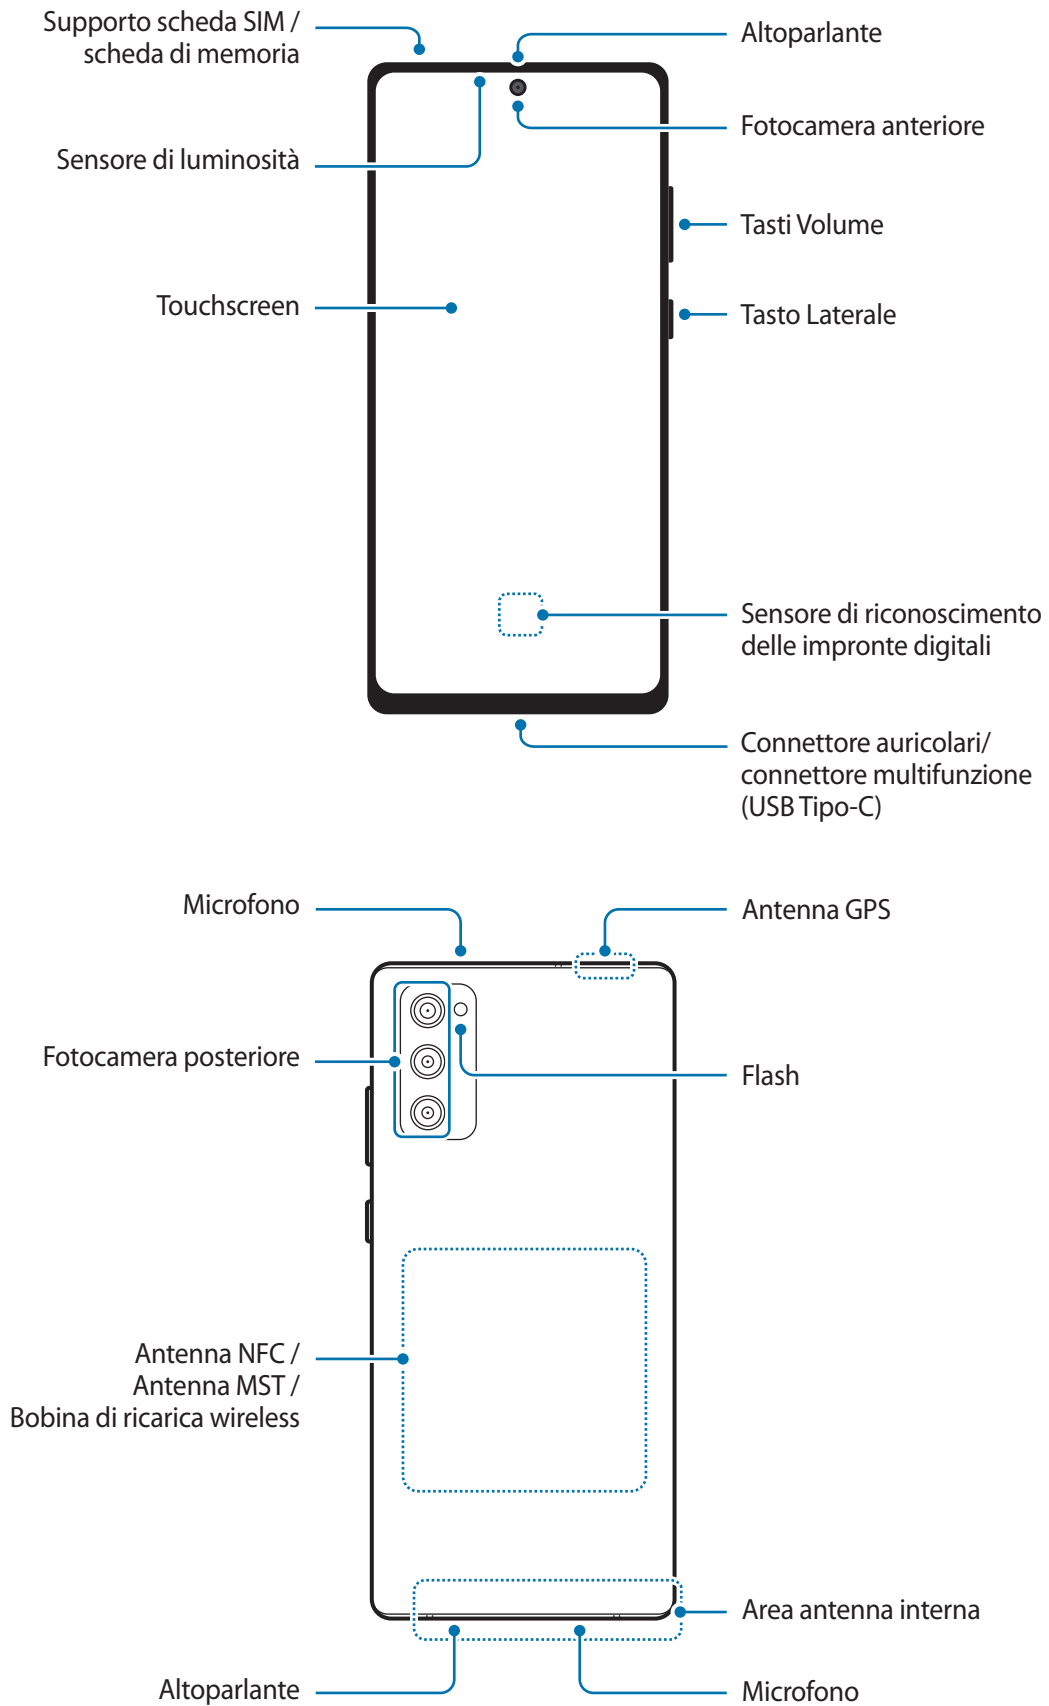 Supporto scheda SIM /
scheda di memoria
Altoparlante
Fotocamera anteriore
Sensore di luminosità
Tasti Volume
Touchscreen
Tasto Laterale
Sensore di riconoscimento
delle impronte digitali
Connettore auricolari/
connettore multifunzione
(USB Tipo-C)
Microfono
Antenna GPS
Fotocamera posteriore
Flash
Antenna NFC /
Antenna MST /
Bobina di ricarica wireless
Area antenna interna
Altoparlante
Microfono